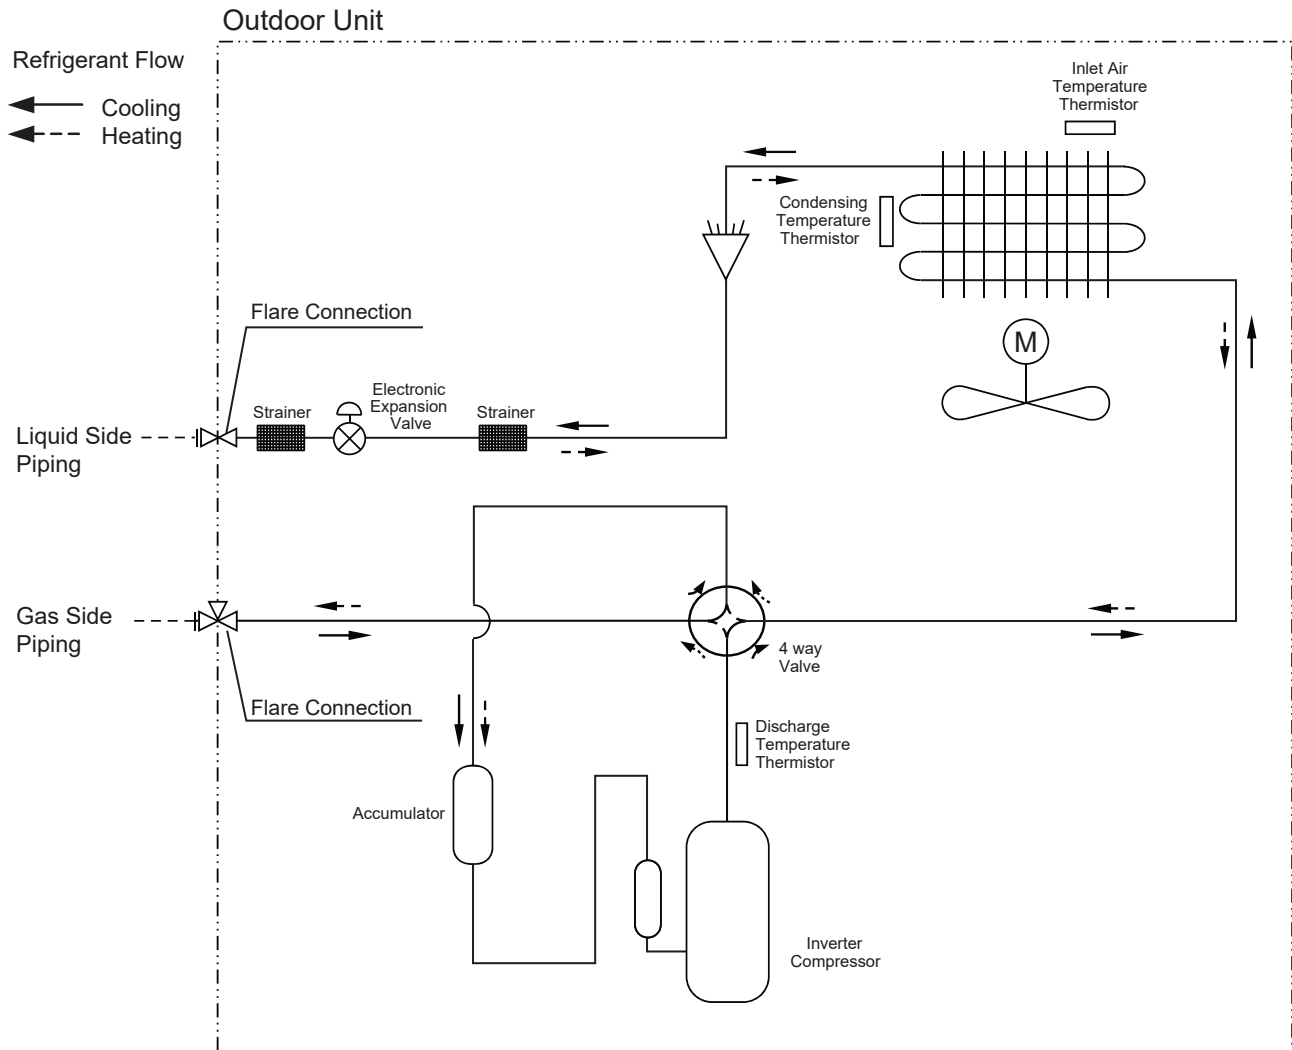 Outdoor Unit
Refrigerant Flow
Cooling
Heating
Inlet Air
Temperature
Thermistor
Condensing
Temperature
Thermistor
M
Flare Connection
Electronic
Expansion
Valve
Strainer
Strainer
Liquid Side
Piping
Gas Side
Piping
4 way
Valve
Flare Connection
Discharge
Temperature
Thermistor
Accumulator
Inverter
Compressor